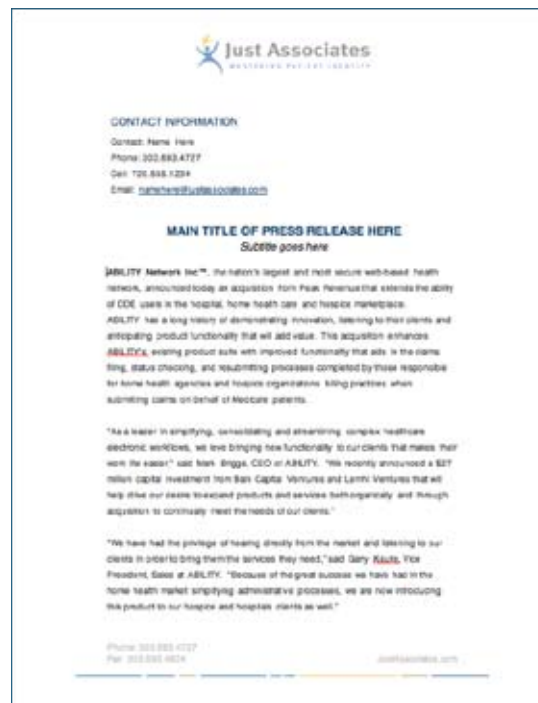 Just Associates
MASTERING PATIENT IDENTITY
CONTACT INFORMATION
Contact: Name Here
Phone: 303.693.4727
Cell: 720.555.1234
Email: namehere@justassociates.com
MAIN TITLE OF PRESS RELEASE HERE
Subtitle goes here
ABILITY Network Inc™, the nation's largest and most secure web-based health
network, announced today an acquisition from Peak Revenue that extends the ability
of DDE users in the hospital, home health care and hospice marketplace.
ABILITY has a long history of demonstrating innovation, listening to their clients and
anticipating product functionality that will add value. This acquisition enhances
ABILITY's existing product suite with improved functionality that aids in the claims
filing, status checking, and resubmitting processes completed by those responsible
for home health agencies and hospice organizations billing practices when
submitting claims on behalf of Medicare patients.
"As a leader in simplifying, consolidating and streamlining complex healthcare
electronic workflows, we love bringing new functionality to our clients that makes their
work life easier," said Mark Briggs, CEO of ABILITY. "We recently announced a $27
million capital investment from Bain Capital Ventures and Ventures that will
help drive our desire to expand products and services both organically and through
acquisition to continually meet the needs of our clients."
"We have had the privilege of hearing directly from the market and listening to our
clients in order to bring them the services they need," said Gary Vice
President, Sales at ABILITY. "Because of the great success we have had in the
home health market simplifying administrative processes, we are now introducing
this product to our hospice and hospitals clients as well."
Phone: 303.693.4727
Fax:
justassociates.com